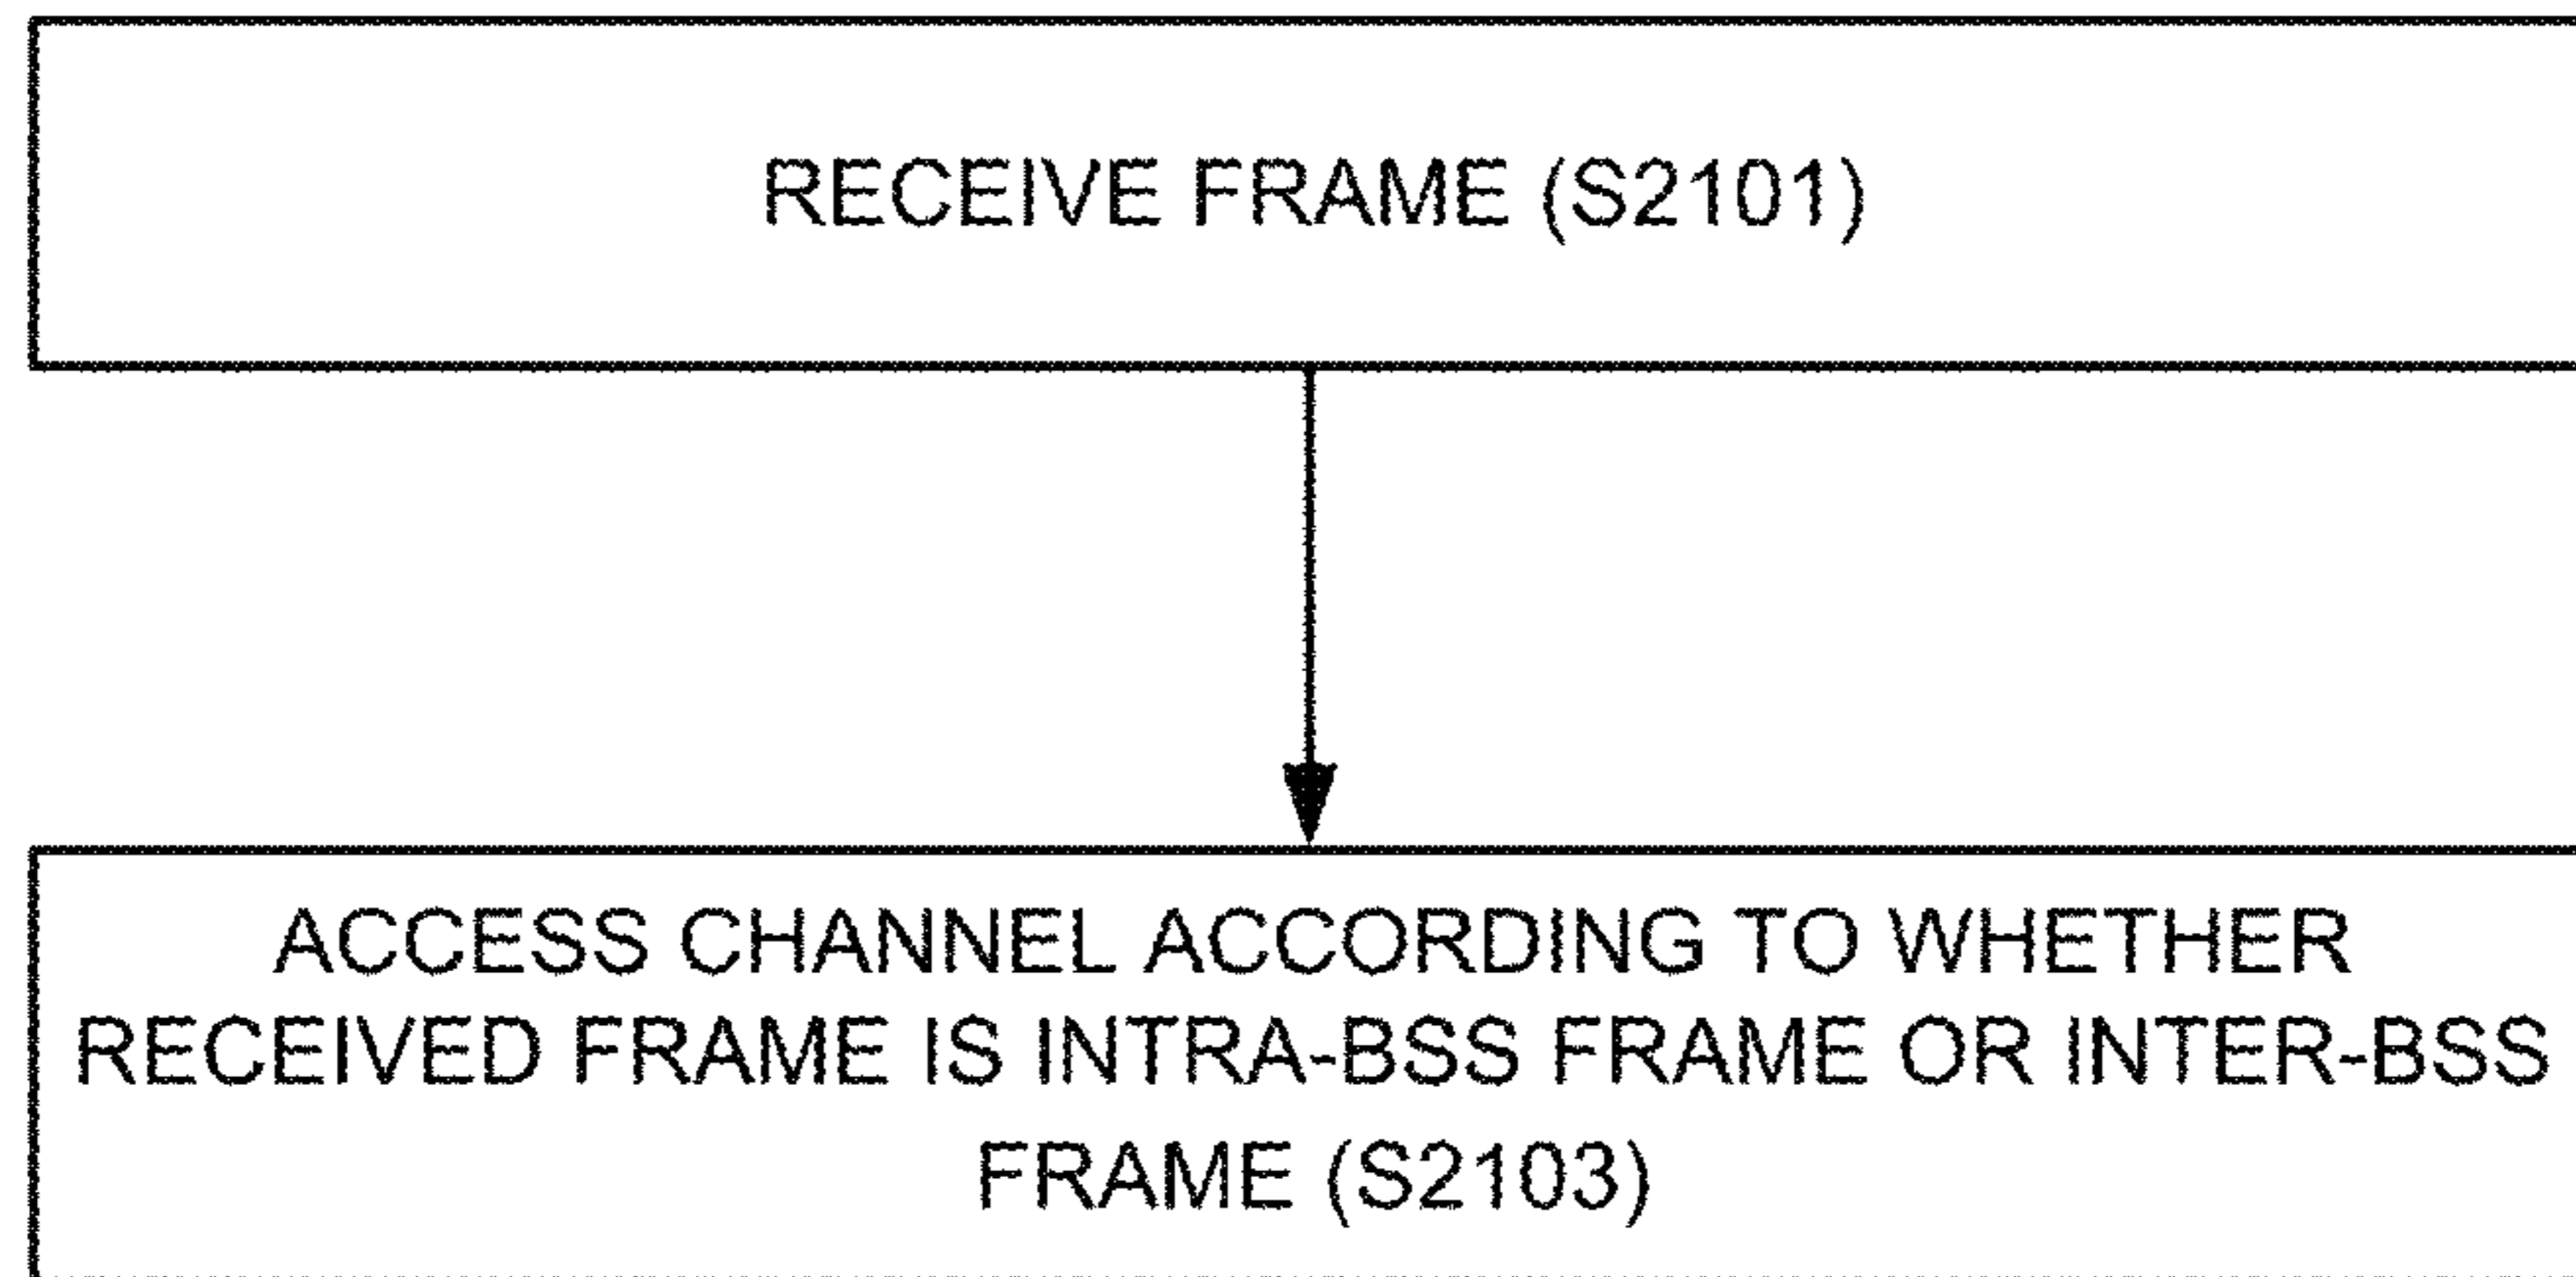 RECEIVE FRAME (S2101)
ACCESS CHANNEL ACCORDING TO WHETHER
RECEIVED FRAME IS INTRA-BSS FRAME OR INTER-BSS
FRAME (S2103)